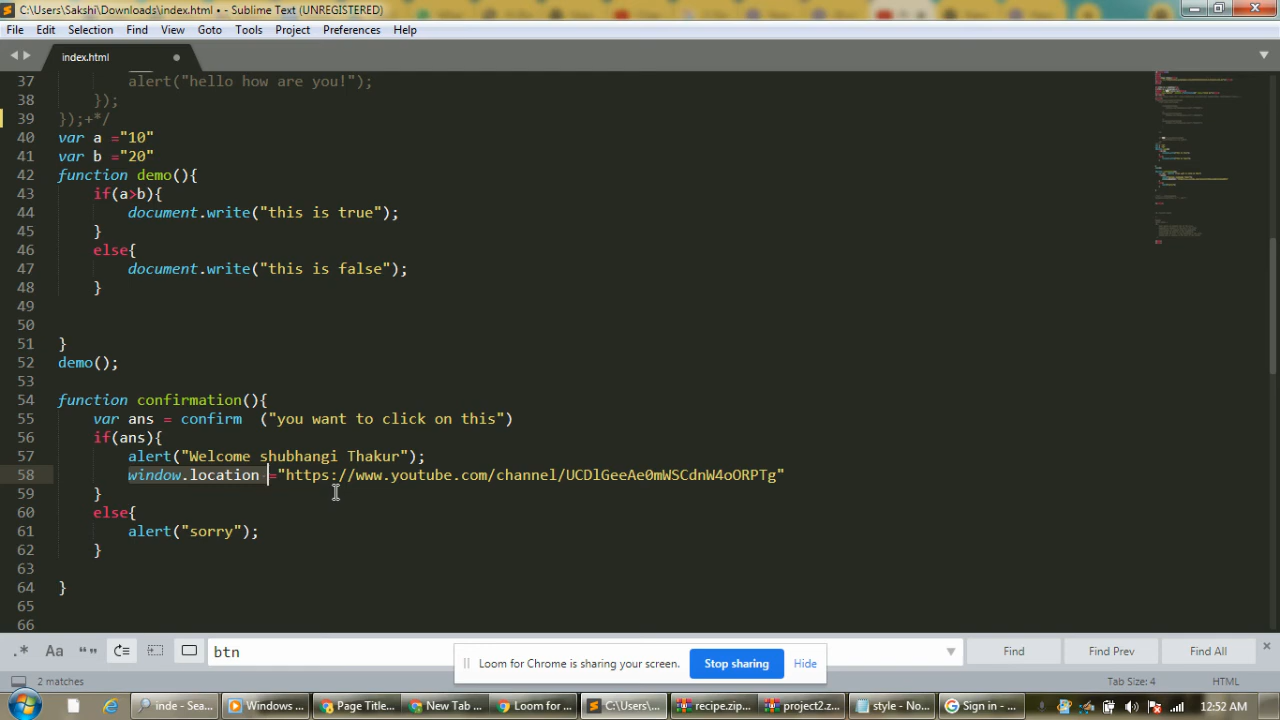 C:\Users\Sakshi\Downloads\index.html • - Sublime Text (UNREGISTERED)
File Edit Selection Find View Goto Tools Project Preferences Help
index.html
37 alert("hello how are you!");
38 });
39 });+*/
40 var a ="10"
41 var b ="20"
42 function demo(){
43 if(a>b){
44 document.write("this is true");
45 }
46 else{
47 document.write("this is false");
48 }
49
50
51 }
52 demo();
53
54 function confirmation(){
55 var ans = confirm  ("you want to click on this")
56 if(ans){
57 alert("Welcome shubhangi Thakur");
58 window.location ="https://www.youtube.com/channel/UCDlGeeAe0mWSCdnW4oORPTg"
59 }
60 else{
61 alert("sorry");
62 }
63
64 }
65
66
.* Aa “” btn Find Find Prev Find All
Loom for Chrome is sharing your screen. Stop sharing Hide
2 matches Tab Size: 4 HTML
inde - Sea... Windows ... Page Title... New Tab ... Loom for ... C:\Users\... recipe.zip... project2.z... style - No... Sign in - ... 12:52 AM